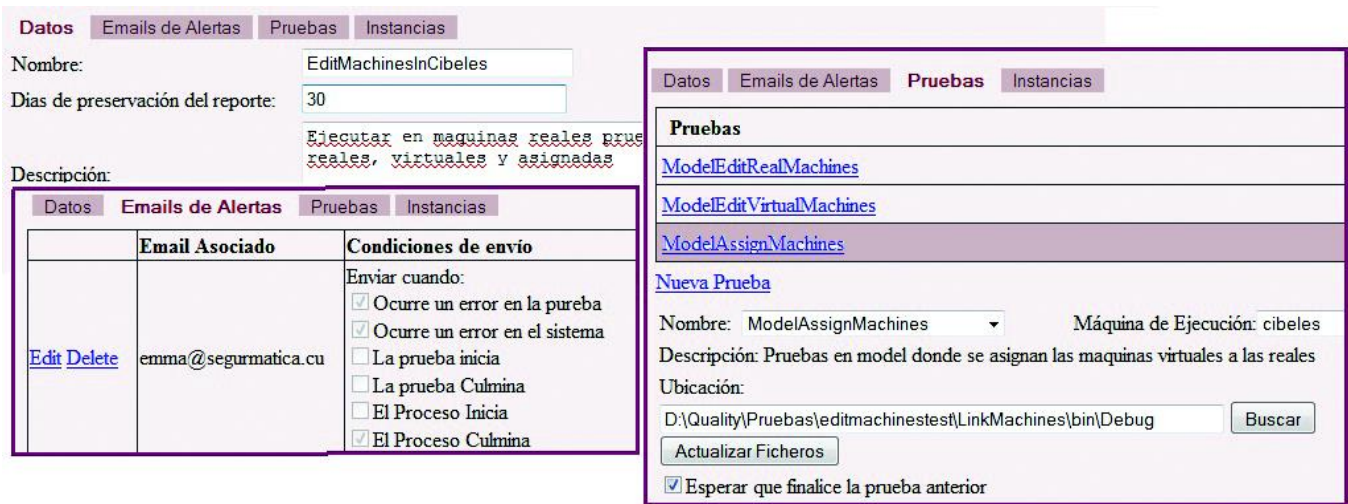 Datos Emails de Alertas Pruebas Instancias
Nombre: EditMachinesInCibeles
Dias de preservación del reporte: 30
Descripción:
Ejecutar en maquinas reales prue
reales, virtuales y asignadas
Datos Emails de Alertas Pruebas Instancias
Email Asociado Condiciones de envío
Edit Delete emma@segurmatica.cu
Enviar cuando:
Ocurre un error en la pureba
Ocurre un error en el sistema
La prueba inicia
La prueba Culmina
El Proceso Inicia
El Proceso Culmina
Datos Emails de Alertas Pruebas Instancias
Pruebas
ModelEditRealMachines
ModelEditVirtualMachines
ModelAssignMachines
Nueva Prueba
Nombre: ModelAssignMachines Máquina de Ejecución: cibeles
Descripción: Pruebas en model donde se asignan las maquinas virtuales a las reales
Ubicación:
D:\Quality\Pruebas\editmachinestest\LinkMachines\bin\Debug Buscar
Actualizar Ficheros
Esperar que finalice la prueba anterior